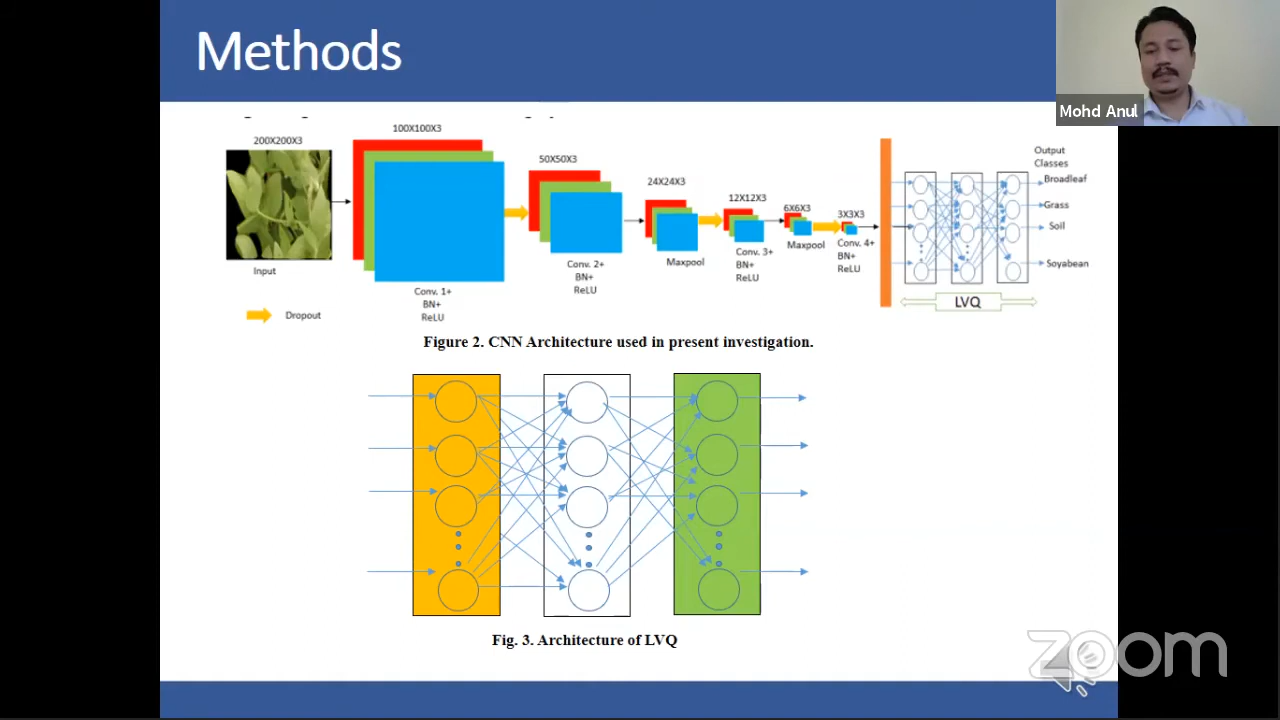 Methods
Mohd Anul
200X200X3
100X100X3
50X50X3
24X24X3
12X12X3
6X6X3
3X3X3
Output
Classes
Broadleaf
Grass
Soil
Soyabean
Input
Conv. 1+
BN+
ReLU
Conv. 2+
BN+
ReLU
Maxpool
Conv. 3+
BN+
ReLU
Maxpool
Conv. 4+
BN+
ReLU
LVQ
Dropout
Figure 2. CNN Architecture used in present investigation.
Fig. 3. Architecture of LVQ
zoom